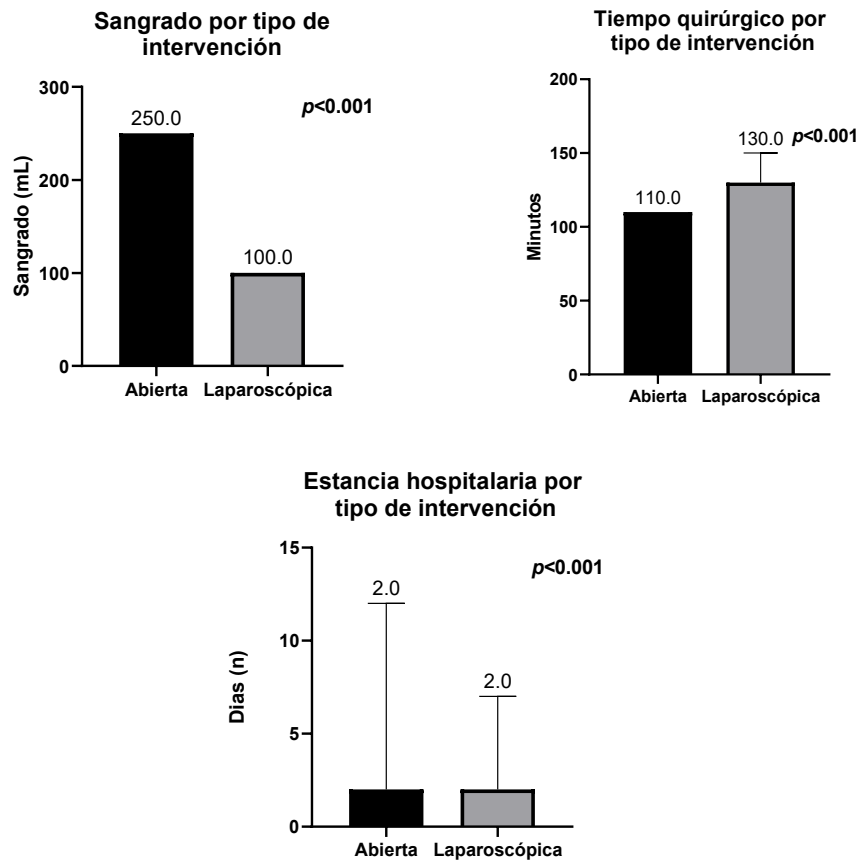 Sangrado por tipo de
intervención
300
200
100
0
Sangrado (mL)
250.0
100.0
p<0.001
Abierta
Laparoscópica
Tiempo quirúrgico por
tipo de intervención
200
150
100
50
0
Minutos
110.0
130.0
p<0.001
Abierta
Laparoscópica
Estancia hospitalaria por
tipo de intervención
15
10
5
0
Dias (n)
2.0
2.0
p<0.001
Abierta
Laparoscópica